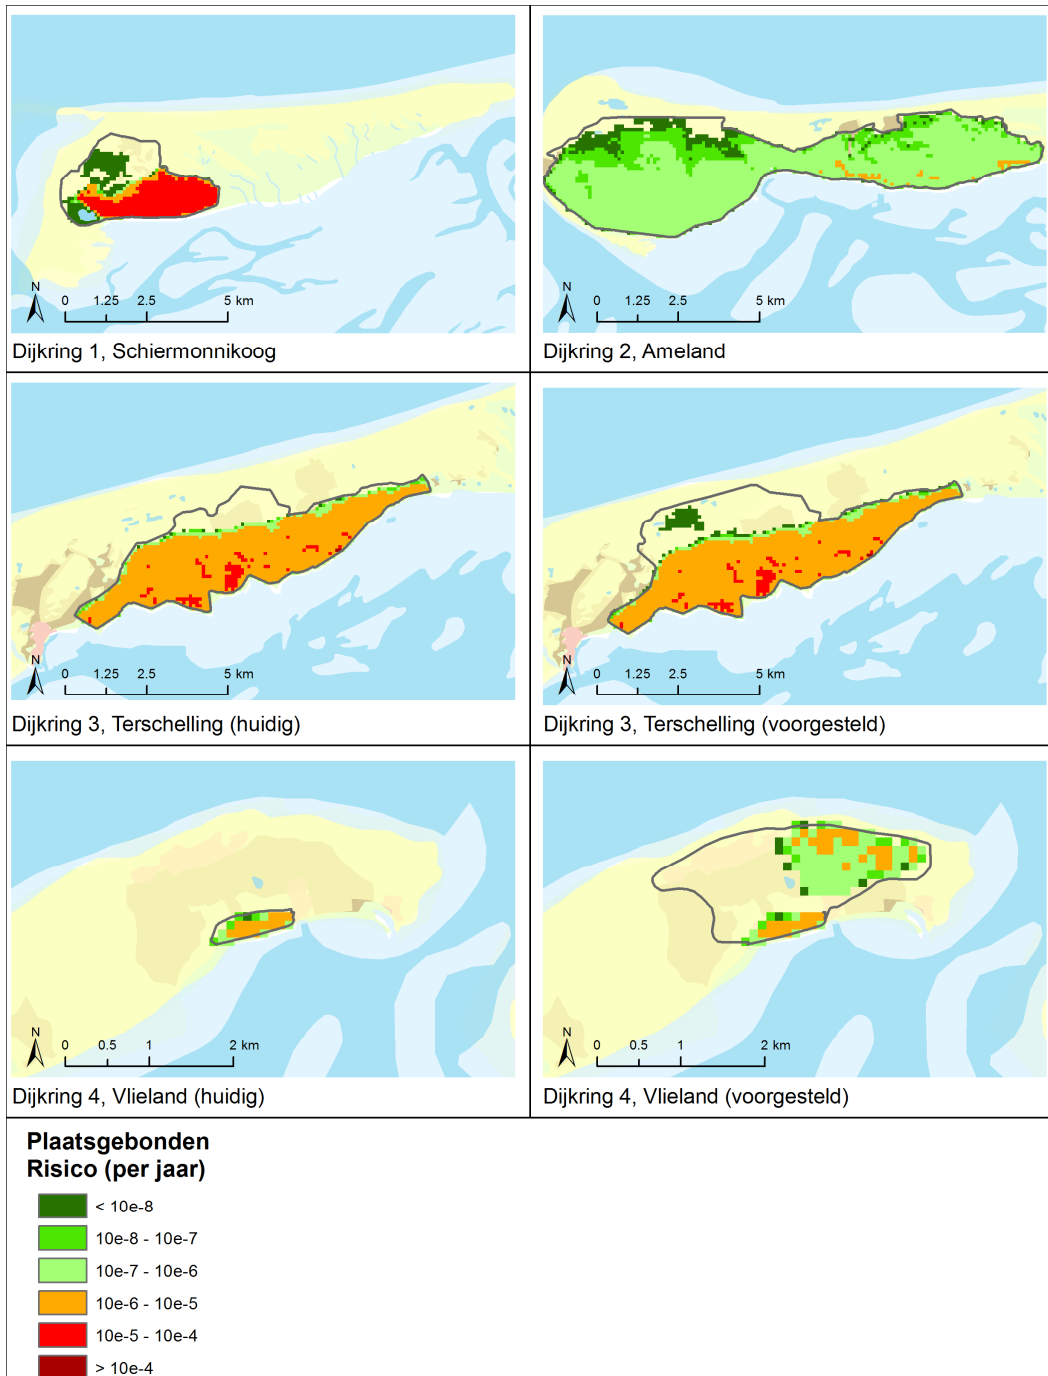 N
0 1.25 2.5 5 km
Dijkring 1, Schiermonnikoog
N
0 1.25 2.5 5 km
Dijkring 2, Ameland
N
0 1.25 2.5 5 km
Dijkring 3, Terschelling (huidig)
N
0 1.25 2.5 5 km
Dijkring 3, Terschelling (voorgesteld)
N
0 0.5 1 2 km
Dijkring 4, Vlieland (huidig)
N
0 0.5 1 2 km
Dijkring 4, Vlieland (voorgesteld)
Plaatsgebonden
Risico (per jaar)
< 10e-8
10e-8 - 10e-7
10e-7 - 10e-6
10e-6 - 10e-5
10e-5 - 10e-4
> 10e-4